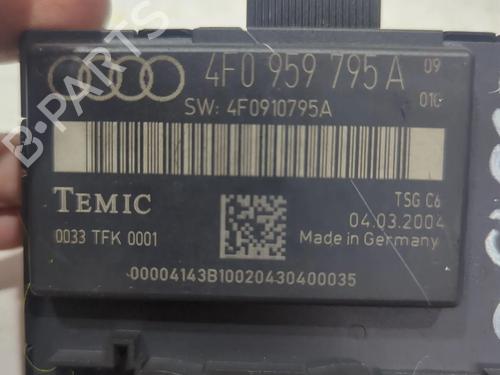 4F0 959 795 A 09
010
SW: 4F0910795A
TEMIC
TSG C6
04.03.2004
0033 TFK 0001
Made in Germany
00004143B10020430400035
B-PARTS